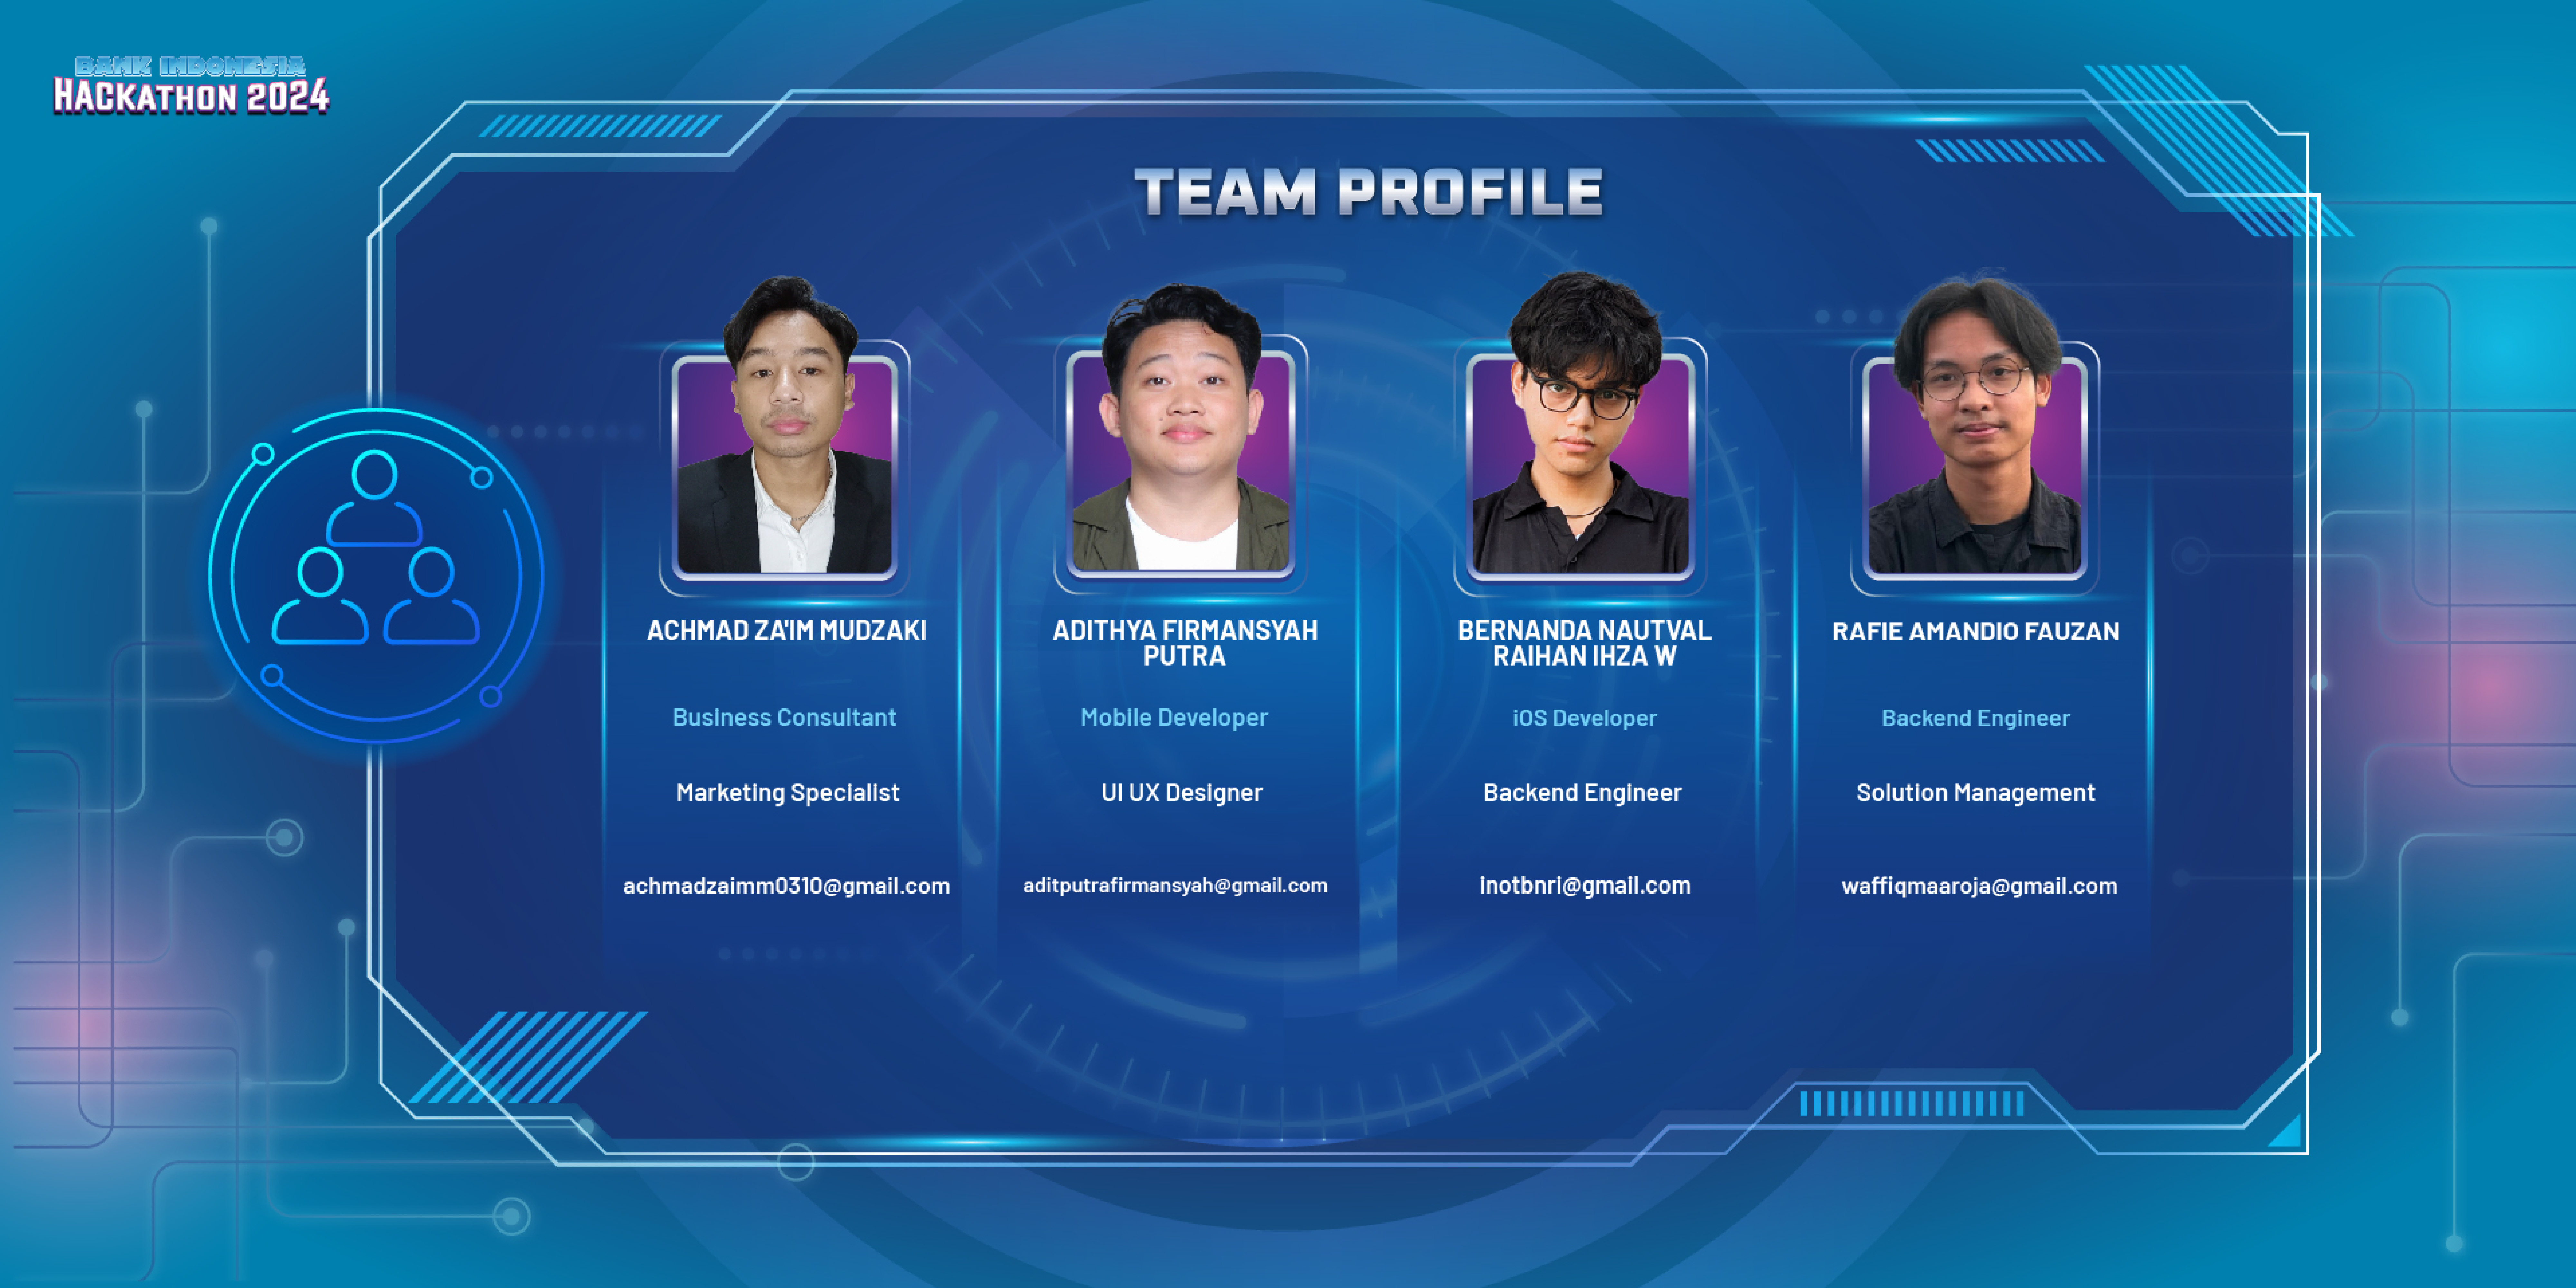 BANK INDONESIA
HACKATHON 2024
TEAM PROFILE
ACHMAD ZA'IM MUDZAKI
Business Consultant
Marketing Specialist
achmadzaimm0310@gmail.com
ADITHYA FIRMANSYAH
PUTRA
Mobile Developer
UI UX Designer
aditputrafirmansyah@gmail.com
BERNANDA NAUTVAL
RAIHAN IHZA W
iOS Developer
Backend Engineer
inotbnri@gmail.com
RAFIE AMANDIO FAUZAN
Backend Engineer
Solution Management
waffiqmaaroja@gmail.com